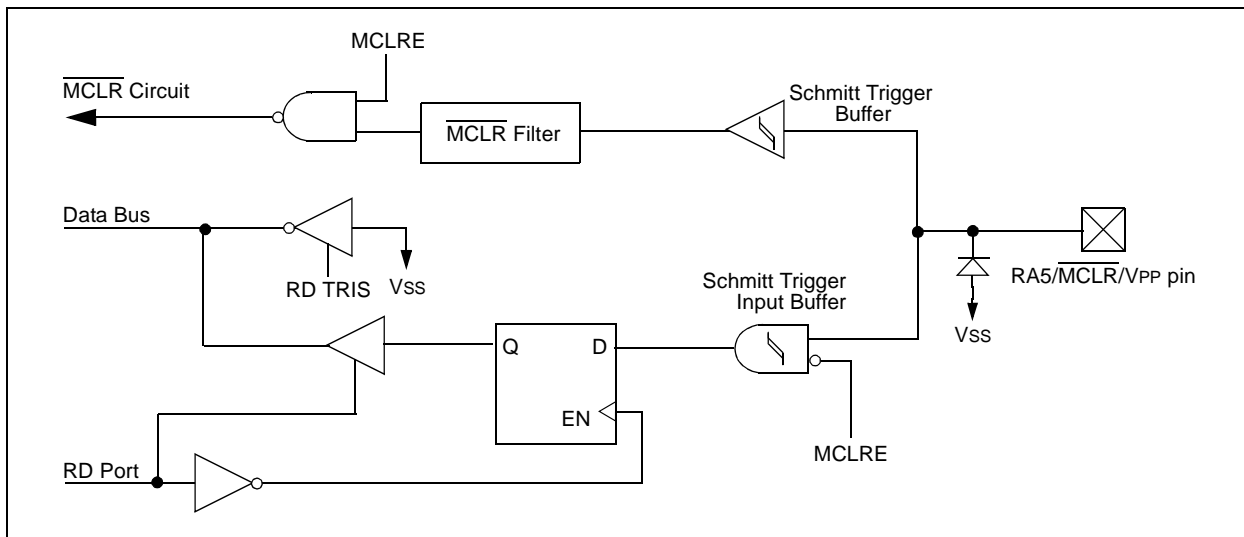 MCLRE
MCLR Circuit
Schmitt Trigger
Buffer
MCLR Filter
Data Bus
RD TRIS
VSS
Schmitt Trigger
Input Buffer
RA5/MCLR/VPP pin
VSS
Q
D
EN
MCLRE
RD Port